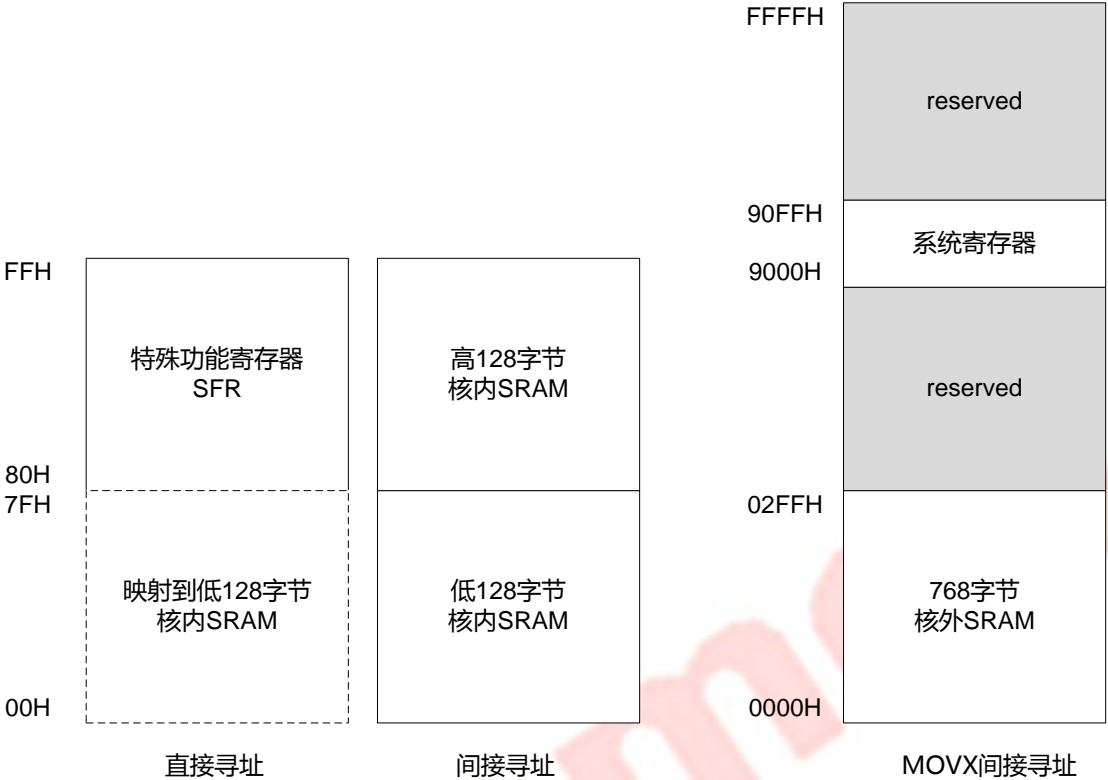 FFFFH
reserved
90FFH
系统寄存器
9000H
FFH
特殊功能寄存器
SFR
高128字节
核内SRAM
reserved
80H
7FH
02FFH
映射到低128字节
核内SRAM
低128字节
核内SRAM
768字节
核外SRAM
00H
0000H
直接寻址
间接寻址
MOVX间接寻址